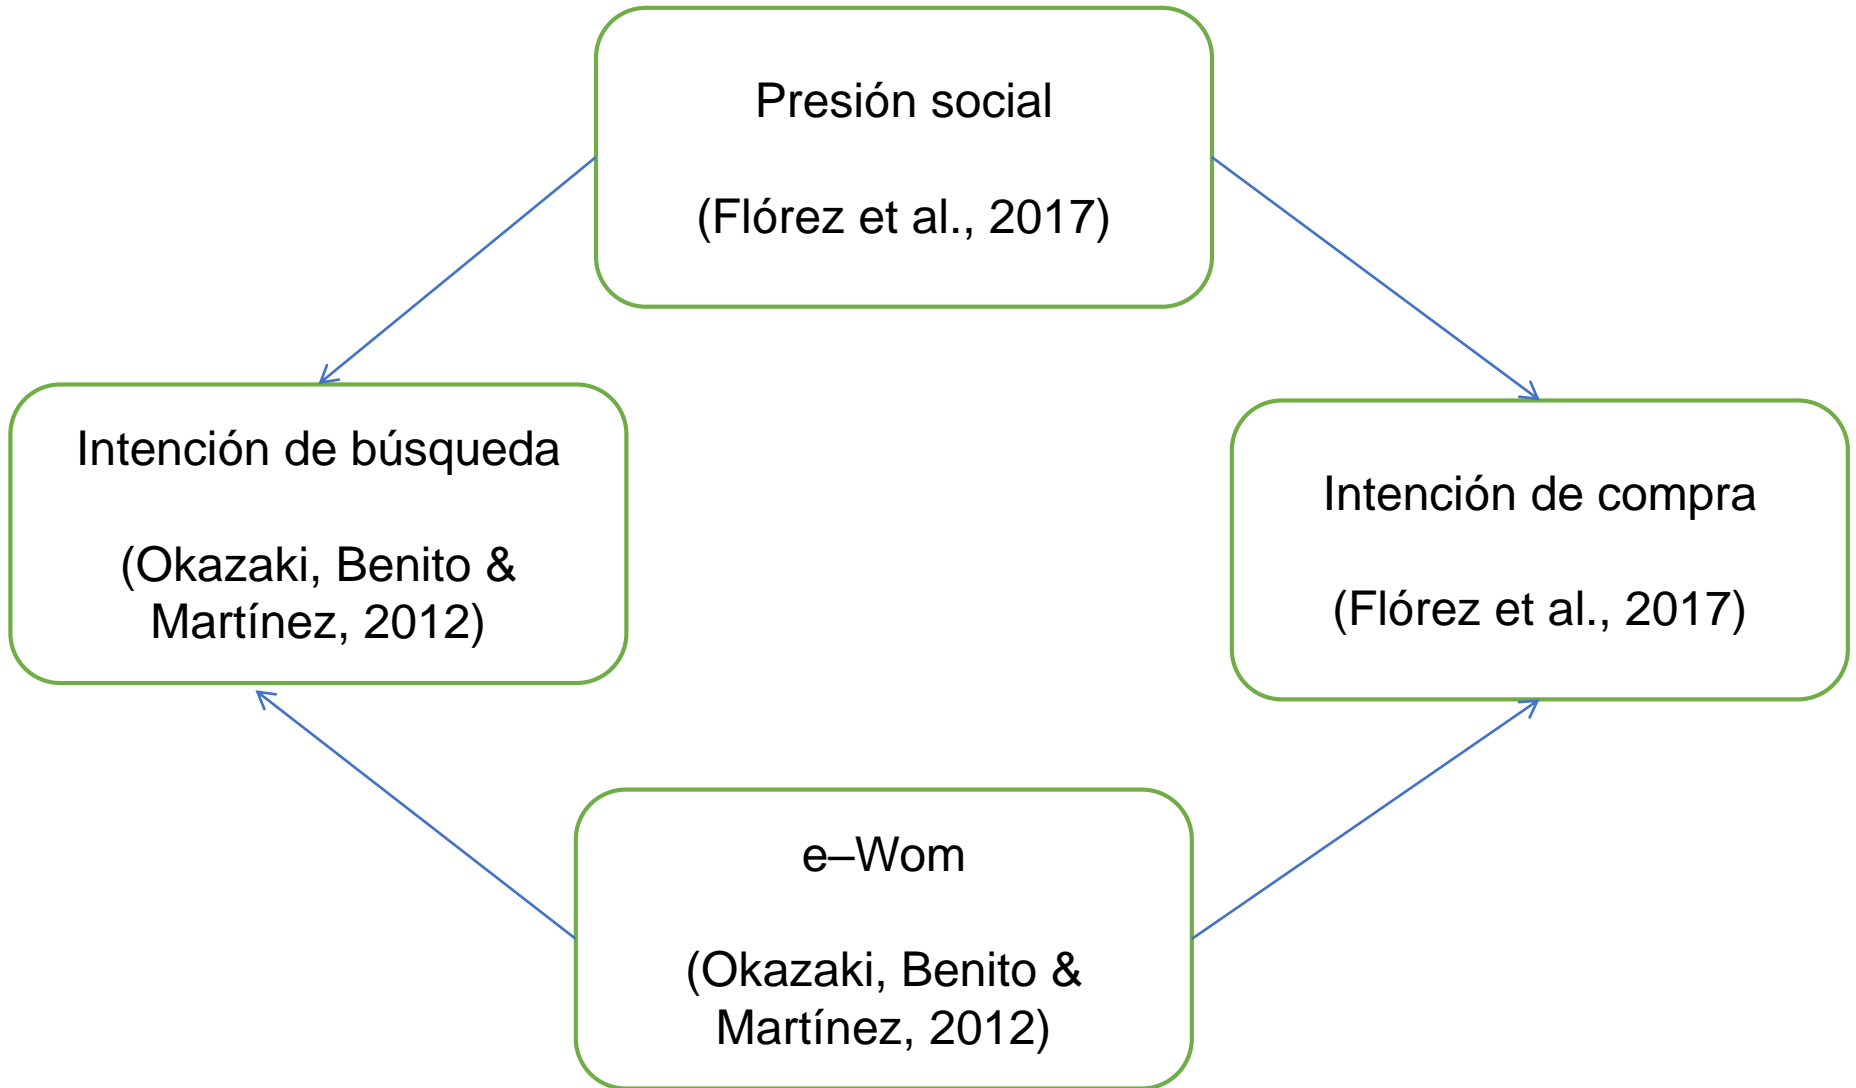 Presión social
(Flórez et al., 2017)
Intención de búsqueda
(Okazaki, Benito &
Martínez, 2012)
Intención de compra
(Flórez et al., 2017)
e–Wom
(Okazaki, Benito &
Martínez, 2012)